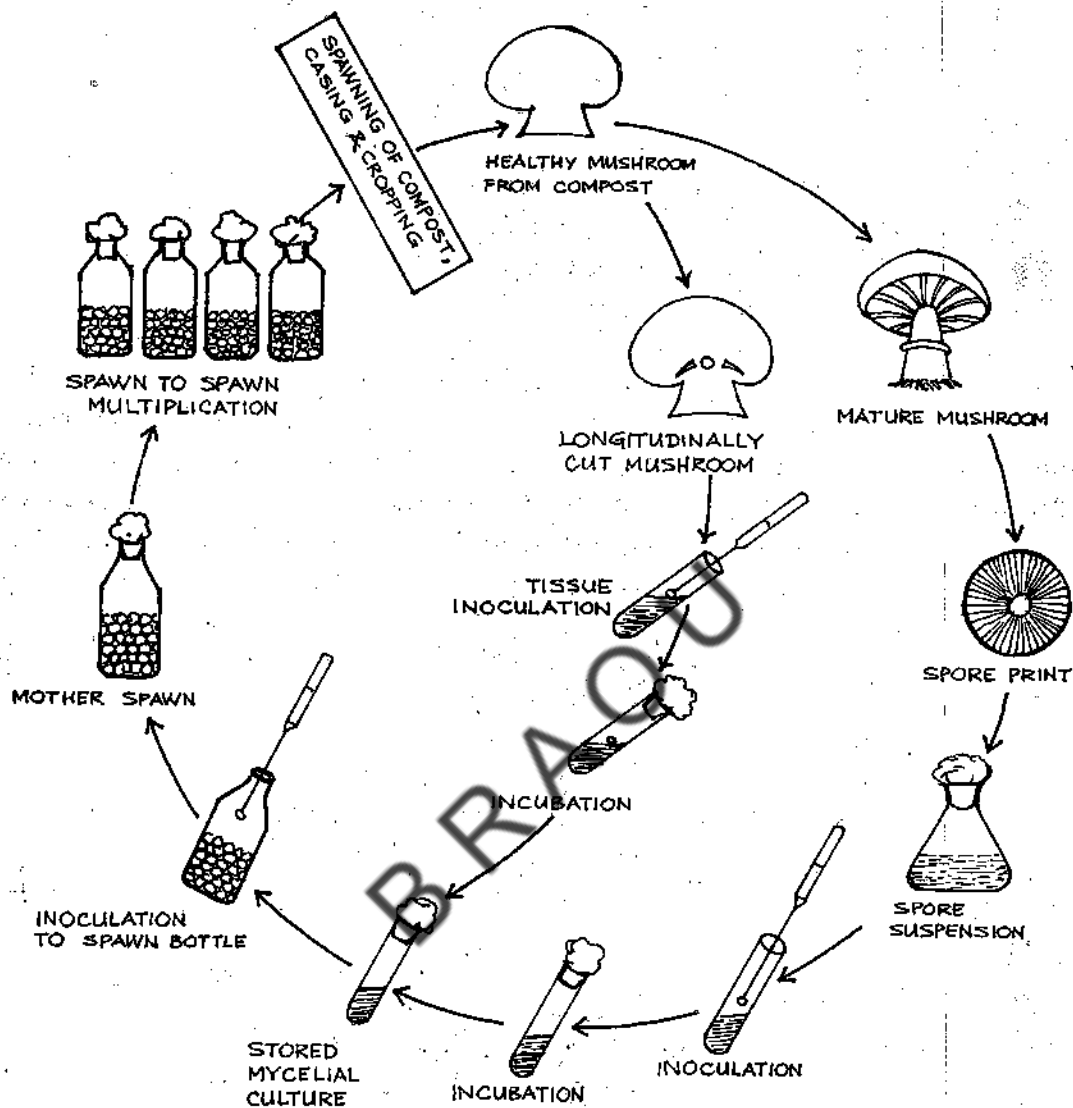 SPAWNING OF COMPOST,
CASING & CROPPING
HEALTHY MUSHROOM
FROM COMPOST
SPAWN TO SPAWN
MULTIPLICATION
LONGITUDINALLY
CUT MUSHROOM
MATURE MUSHROOM
TISSUE
INOCULATION
SPORE PRINT
MOTHER SPAWN
INCUBATION
SPORE
SUSPENSION
INOCULATION
TO SPAWN BOTTLE
STORED
MYCELIAL
CULTURE
INCUBATION
INOCULATION
BRAOU